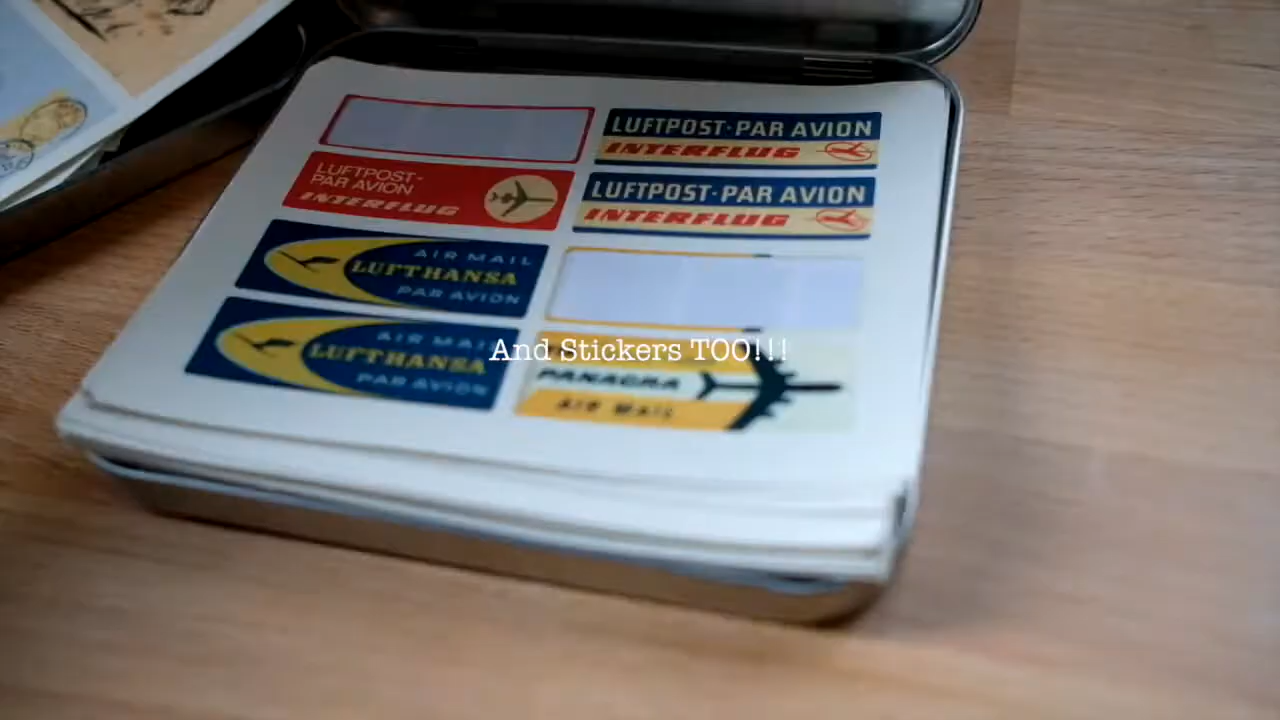 LUFTPOST·PAR AVION
INTERFLUG
LUFTPOST-
PAR AVION
INTERFLUG
LUFTPOST·PAR AVION
INTERFLUG
AIR MAIL
LUFTHANSA
PAR AVION
AIR MAIL
LUFTHANSA
PAR AVION
And Stickers TOO!!!
PANAGRA
AIR MAIL